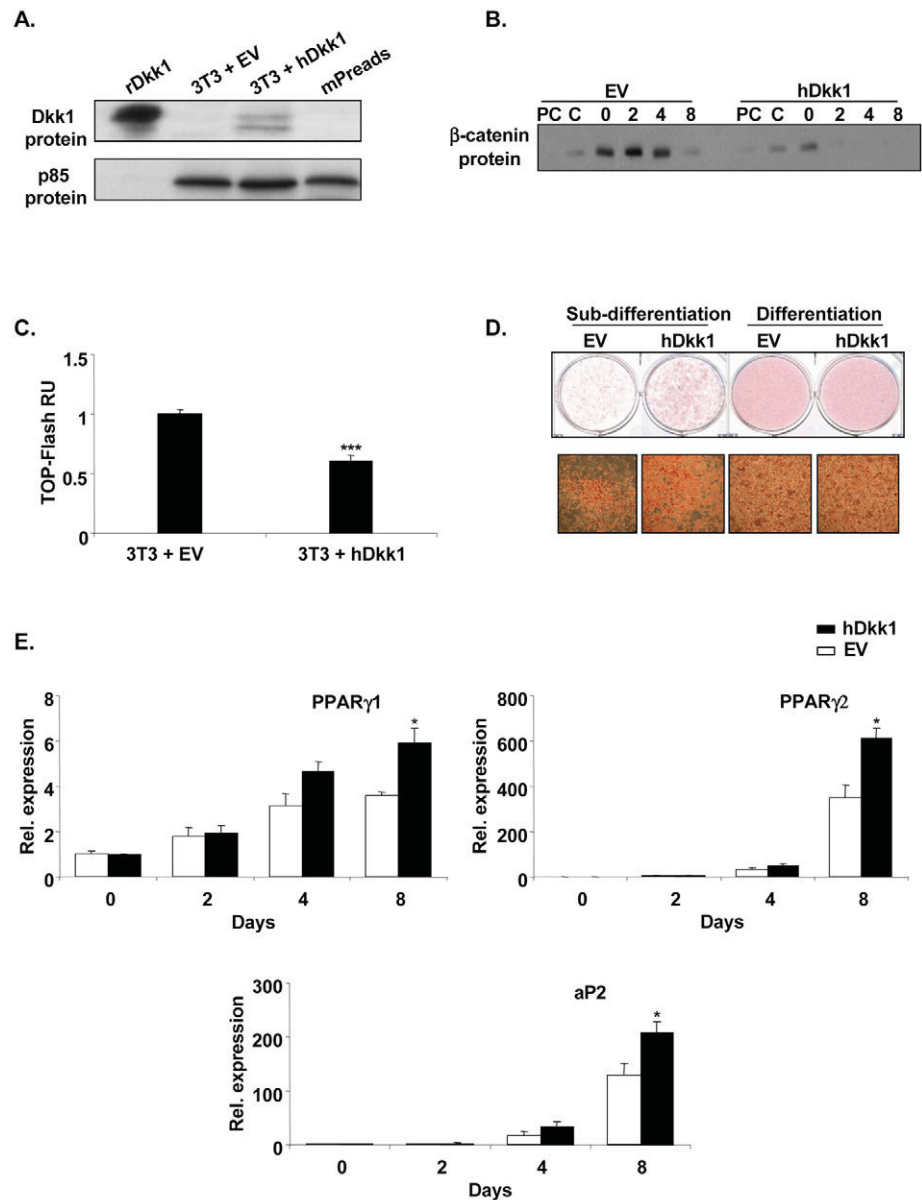 A.
rDkk1 3T3 + EV 3T3 + hDkk1 mPreads
Dkk1
protein
p85
protein
B.
EV hDkk1
PC C 0 2 4 8 PC C 0 2 4 8
β-catenin
protein
C.
TOP-Flash RU
1.5
1
0.5
0
***
3T3 + EV 3T3 + hDkk1
D.
Sub-differentiation Differentiation
EV hDkk1 EV hDkk1
E.
hDkk1
EV
PPARγ1
Rel. expression
8
6
4
2
0
*
0 2 4 8
Days
PPARγ2
Rel. expression
800
600
400
200
0
*
0 2 4 8
Days
aP2
Rel. expression
300
200
100
0
*
0 2 4 8
Days